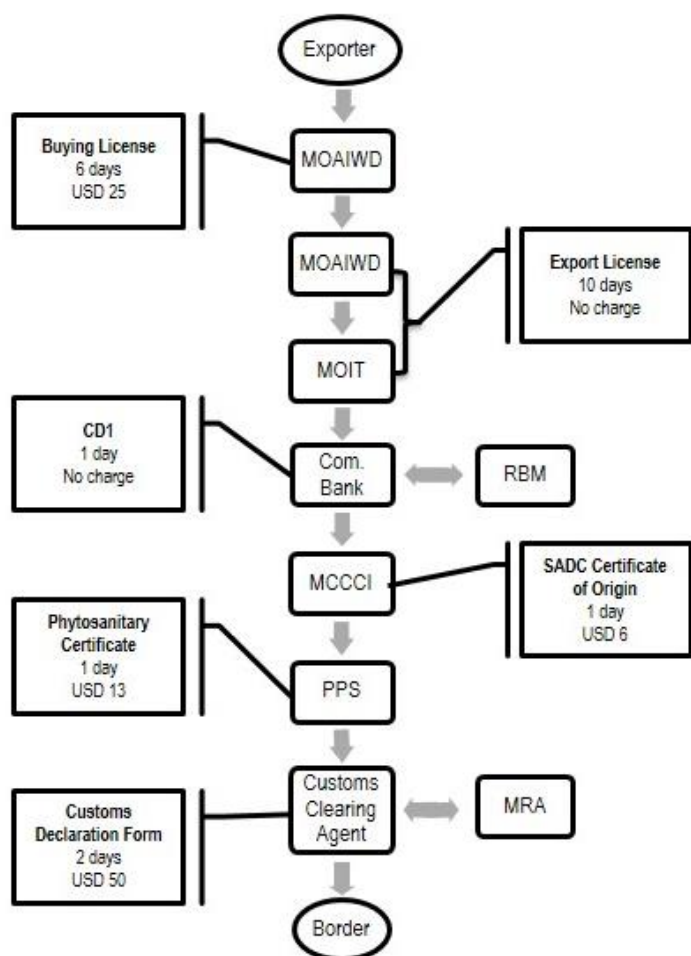 Exporter
Buying License
6 days
USD 25
MOAIWD
MOAIWD
Export License
10 days
No charge
MOIT
CD1
1 day
No charge
Com.
Bank
RBM
MCCCI
SADC Certificate
of Origin
1 day
USD 6
Phytosanitary
Certificate
1 day
USD 13
PPS
Customs
Clearing
Agent
MRA
Customs
Declaration Form
2 days
USD 50
Border